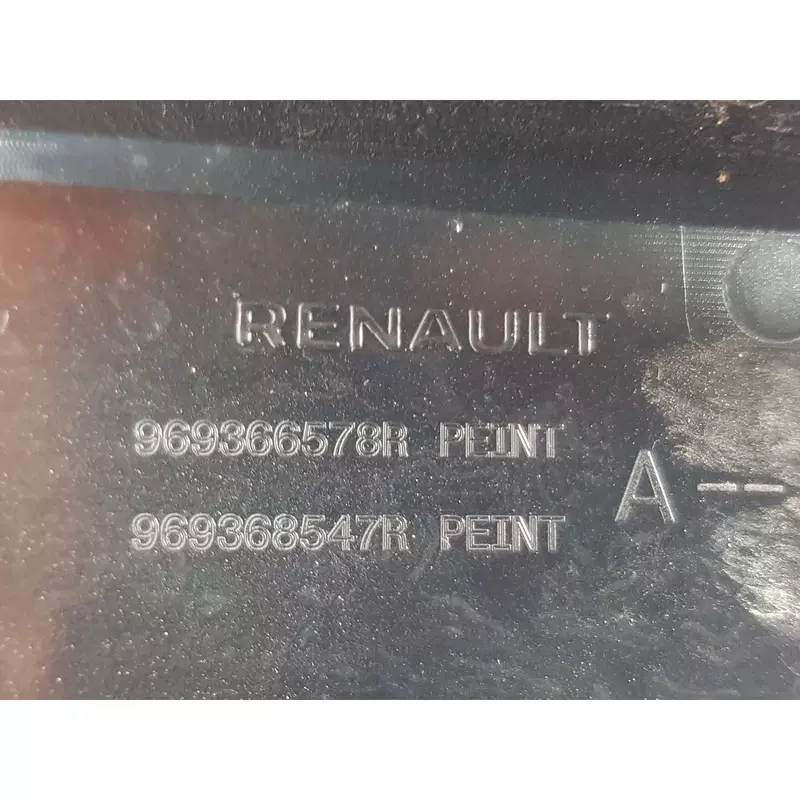 RENAULT
969366578R PEINT
969368547R PEINT
A--